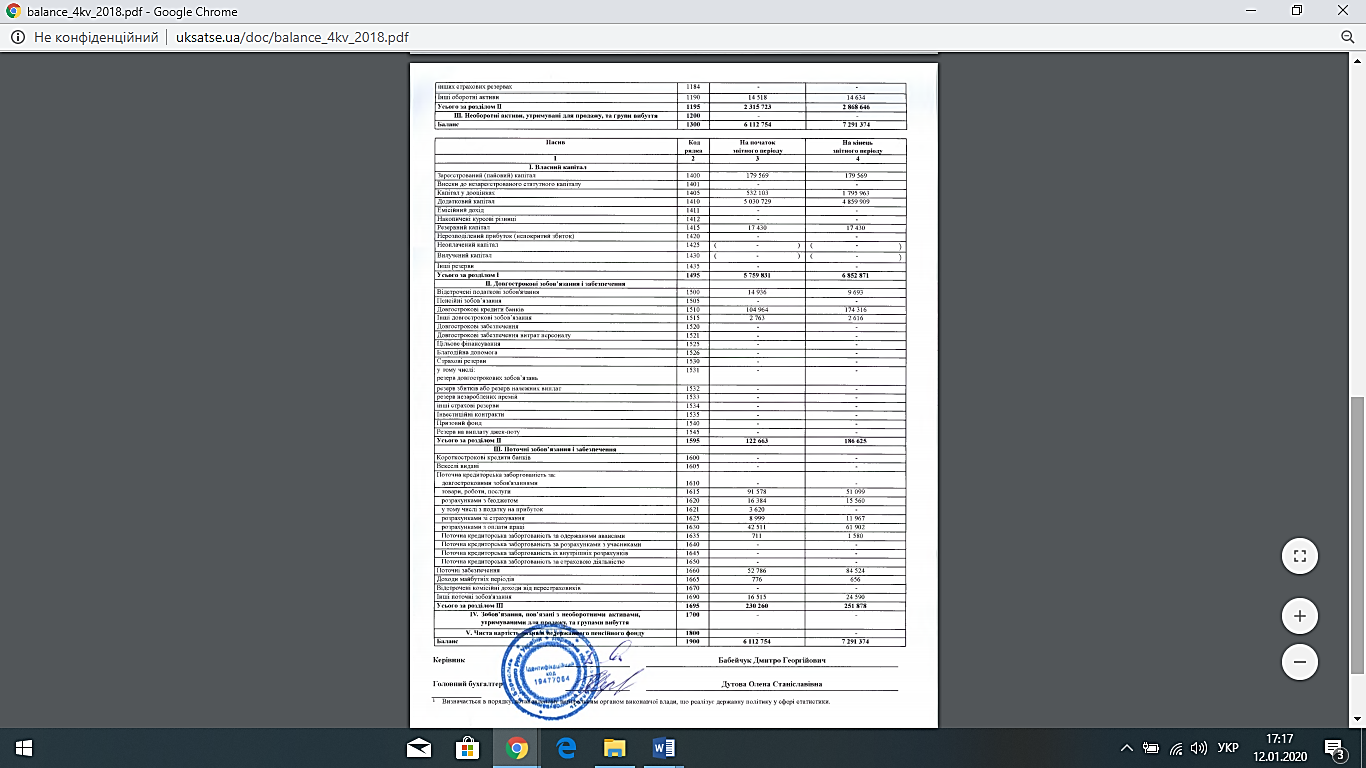 balance_4kv_2018.pdf - Google Chrome
Не конфіденційний | uksatse.ua/doc/balance_4kv_2018.pdf
інших страхових резервах 1184 - -
Інші оборотні активи 1190 14 518 14 634
Усього за розділом II 1195 2 315 723 2 868 646
III. Необоротні активи, утримувані для продажу, та групи вибуття 1200 - -
Баланс 1300 6 112 754 7 291 374
Пасив Код рядка На початок звітного періоду На кінець звітного періоду
1 2 3 4
I. Власний капітал
Зареєстрований (пайовий) капітал 1400 179 569 179 569
Внески до незареєстрованого статутного капіталу 1401 - -
Капітал у дооцінках 1405 532 103 1 795 963
Додатковий капітал 1410 5 030 729 4 859 909
Емісійний дохід 1411 - -
Накопичені курсові різниці 1412 - -
Резервний капітал 1415 17 430 17 430
Нерозподілений прибуток (непокритий збиток) 1420 - -
Неоплачений капітал 1425 ( - ) ( - )
Вилучений капітал 1430 ( - ) ( - )
Інші резерви 1435 - -
Усього за розділом I 1495 5 759 831 6 852 871
II. Довгострокові зобов'язання і забезпечення
Відстрочені податкові зобов'язання 1500 14 936 9 693
Пенсійні зобов'язання 1505 - -
Довгострокові кредити банків 1510 104 964 174 316
Інші довгострокові зобов'язання 1515 2 763 2 616
Довгострокові забезпечення 1520 - -
Довгострокові забезпечення витрат персоналу 1521 - -
Цільове фінансування 1525 - -
Благодійна допомога 1526 - -
Страхові резерви 1530 - -
у тому числі: 1531 - -
резерв довгострокових зобов'язань
резерв збитків або резерв належних виплат 1532 - -
резерв незароблених премій 1533 - -
інші страхові резерви 1534 - -
Інвестиційні контракти 1535 - -
Призовий фонд 1540 - -
Резерв на виплату джек-поту 1545 - -
Усього за розділом II 1595 122 663 186 625
III. Поточні зобов'язання і забезпечення
Короткострокові кредити банків 1600 - -
Векселі видані 1605 - -
Поточна кредиторська заборгованість за:
довгостроковими зобов'язаннями 1610 - -
товари, роботи, послуги 1615 91 578 51 099
розрахунками з бюджетом 1620 16 384 15 560
у тому числі з податку на прибуток 1621 3 620 -
розрахунками зі страхування 1625 8 999 11 967
розрахунками з оплати праці 1630 42 511 61 902
Поточна кредиторська заборгованість за одержаними авансами 1635 711 1 580
Поточна кредиторська заборгованість за розрахунками з учасниками 1640 - -
Поточна кредиторська заборгованість із внутрішніх розрахунків 1645 - -
Поточна кредиторська заборгованість за страховою діяльністю 1650 - -
Поточні забезпечення 1660 52 786 84 524
Доходи майбутніх періодів 1665 776 656
Відстрочені комісійні доходи від перестраховиків 1670 - -
Інші поточні зобов'язання 1690 16 515 24 590
Усього за розділом III 1695 230 260 251 878
IV. Зобов'язання, пов'язані з необоротними активами, 1700 - -
утримуваними для продажу, та групами вибуття
V. Чиста вартість недержавного пенсійного фонду 1800 -
Баланс 1900 6 112 754 7 291 374
Керівник Бабейчук Дмитро Георгійович
Ідентифікаційний
код
19477064
Головний бухгалтер Дутова Олена Станіславівна
1 Визначається в порядку, центральним органом виконавчої влади, що реалізує державну політику у сфері статистики.
УКР
17:17
12.01.2020
3